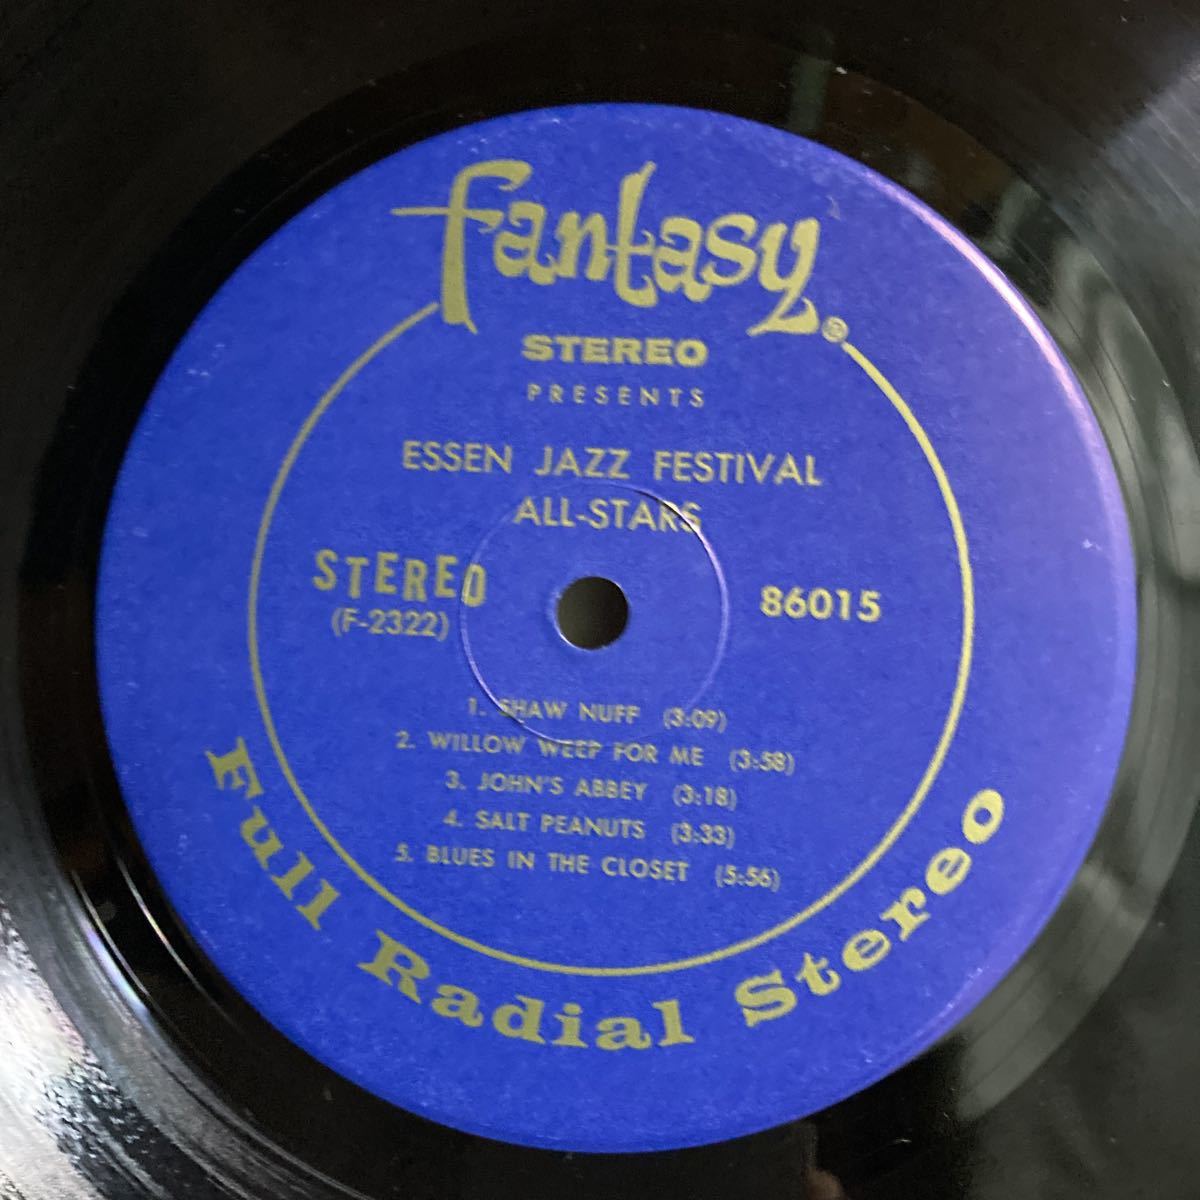 fantasy®
STEREO
PRESENTS
ESSEN JAZZ FESTIVAL
ALL-STARS
STEREO
(F-2322)
86015
1. SHAW NUFF (3:09)
2. WILLOW WEEP FOR ME (3:58)
3. JOHN'S ABBEY (3:18)
4. SALT PEANUTS (3:33)
5. BLUES IN THE CLOSET (5:56)
Full Radial Stereo